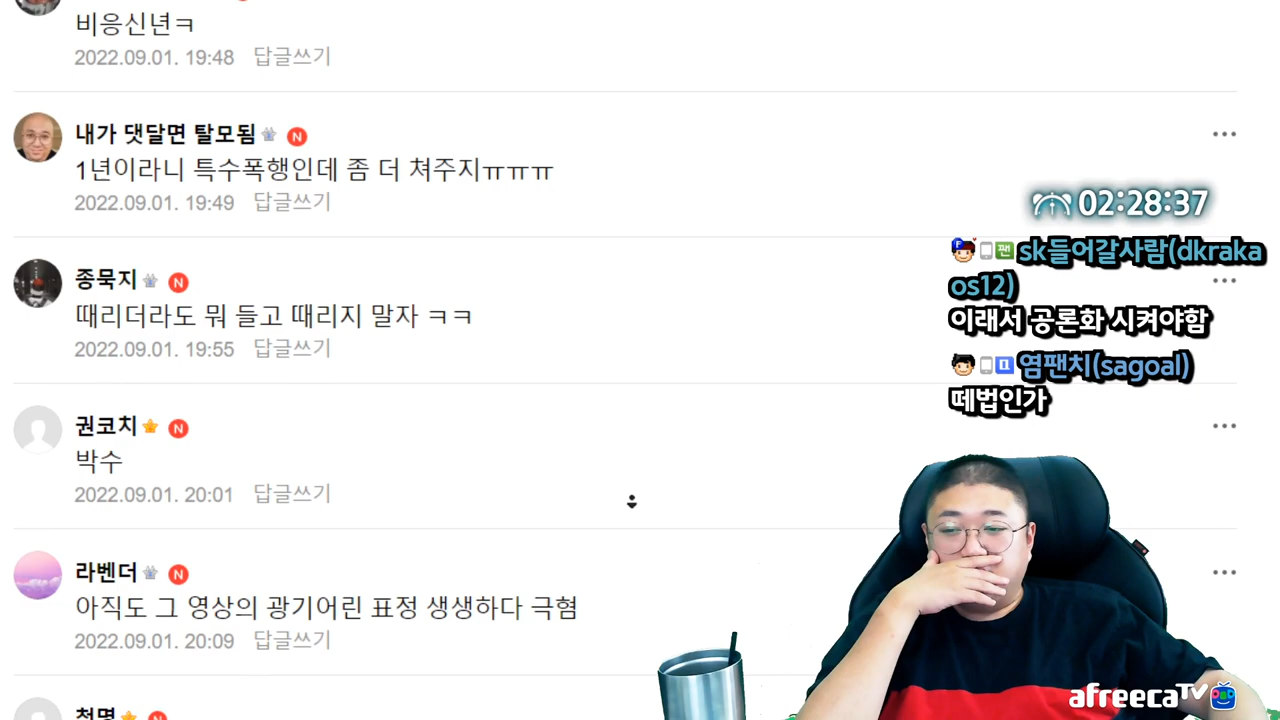 비응신년ㅋ
2022.09.01. 19:48 답글쓰기
내가 댓달면 탈모됨 N
1년이라니 특수폭행인데 좀 더 쳐주지ㅠㅠㅠ
2022.09.01. 19:49 답글쓰기
종묵지 N
때리더라도 뭐 들고 때리지 말자 ㅋㅋ
2022.09.01. 19:55 답글쓰기
권코치 N
박수
2022.09.01. 20:01 답글쓰기
라벤더 N
아직도 그 영상의 광기어린 표정 생생하다 극혐
2022.09.01. 20:09 답글쓰기
천명 N
02:28:37
F 팬 sk들어갈사람(dkraka
os12)
이래서 공론화 시켜야함
염팬치(sagoal)
떼법인가
afreecaTV